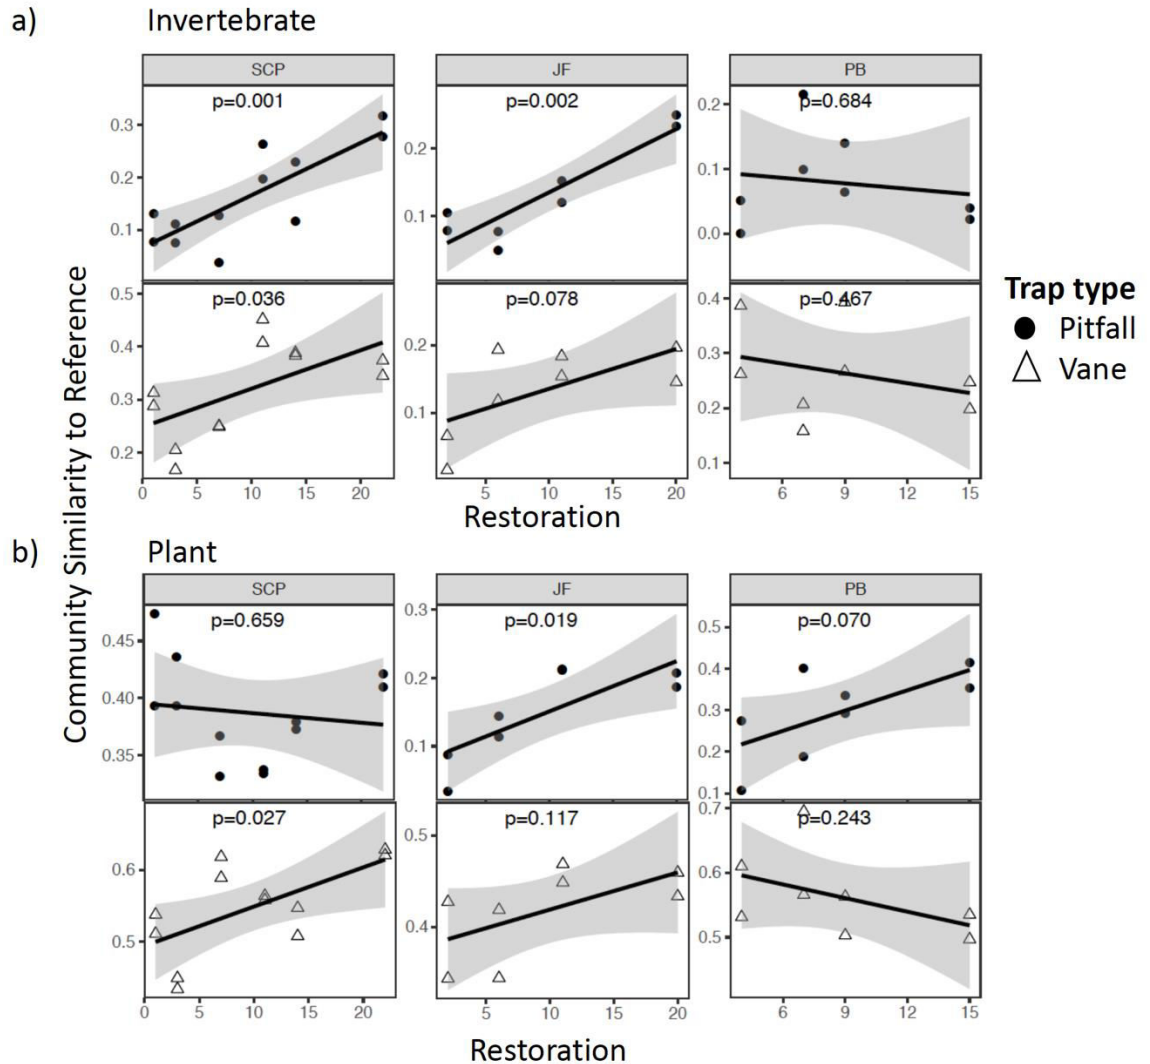 a) Invertebrate
SCP JF PB
p=0.001 p=0.002 p=0.684
0.3 0.2 0.1
0.2 0.1
0.2 0.1 0.0
p=0.036 p=0.078 p=0.467
0.5 0.4 0.3 0.2
0.2 0.1
0.4 0.3 0.2 0.1
0 5 10 15 20 5 10 15 20 6 9 12 15
Restoration
Community Similarity to Reference
Trap type
Pitfall
Vane
b) Plant
SCP JF PB
p=0.659 p=0.019 p=0.070
0.45 0.40 0.35
0.3 0.2 0.1
0.5 0.4 0.3 0.2 0.1
p=0.027 p=0.117 p=0.243
0.6 0.5
0.5 0.4
0.7 0.6 0.5
0 5 10 15 20 5 10 15 20 6 9 12 15
Restoration